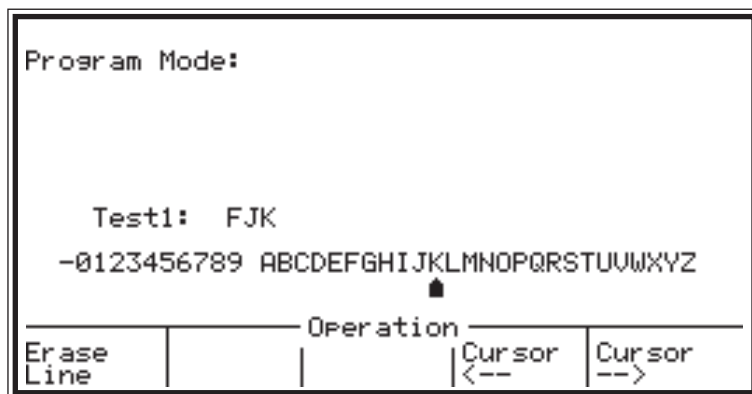 Program Mode:
Test1: FJK
-0123456789 ABCDEFGHIJKLMNOPQRSTUVWXYZ
Operation
Erase Line
Cursor <--
Cursor -->